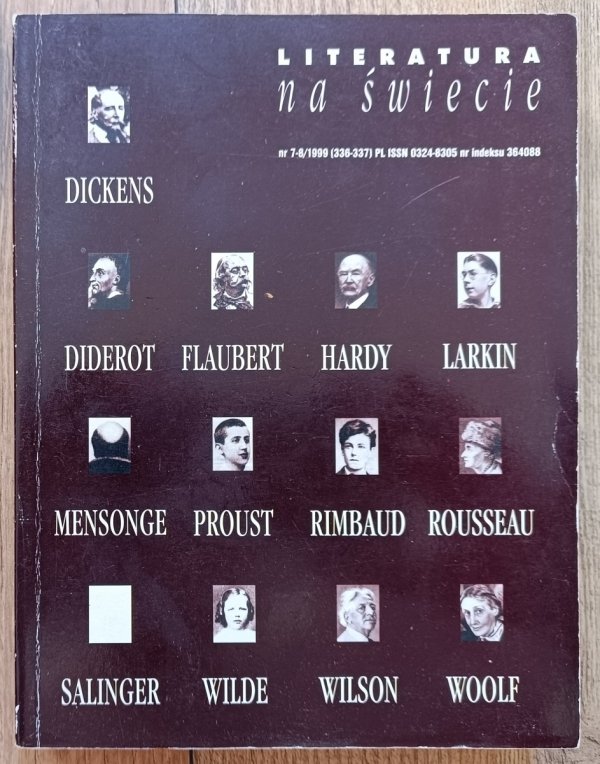 LITERATURA
na świecie
nr 7-8/1999 (336-337) PL ISSN 0324-8305 nr indeksu 364088
DICKENS
DIDEROT FLAUBERT HARDY LARKIN
MENSONGE PROUST RIMBAUD ROUSSEAU
SALINGER WILDE WILSON WOOLF